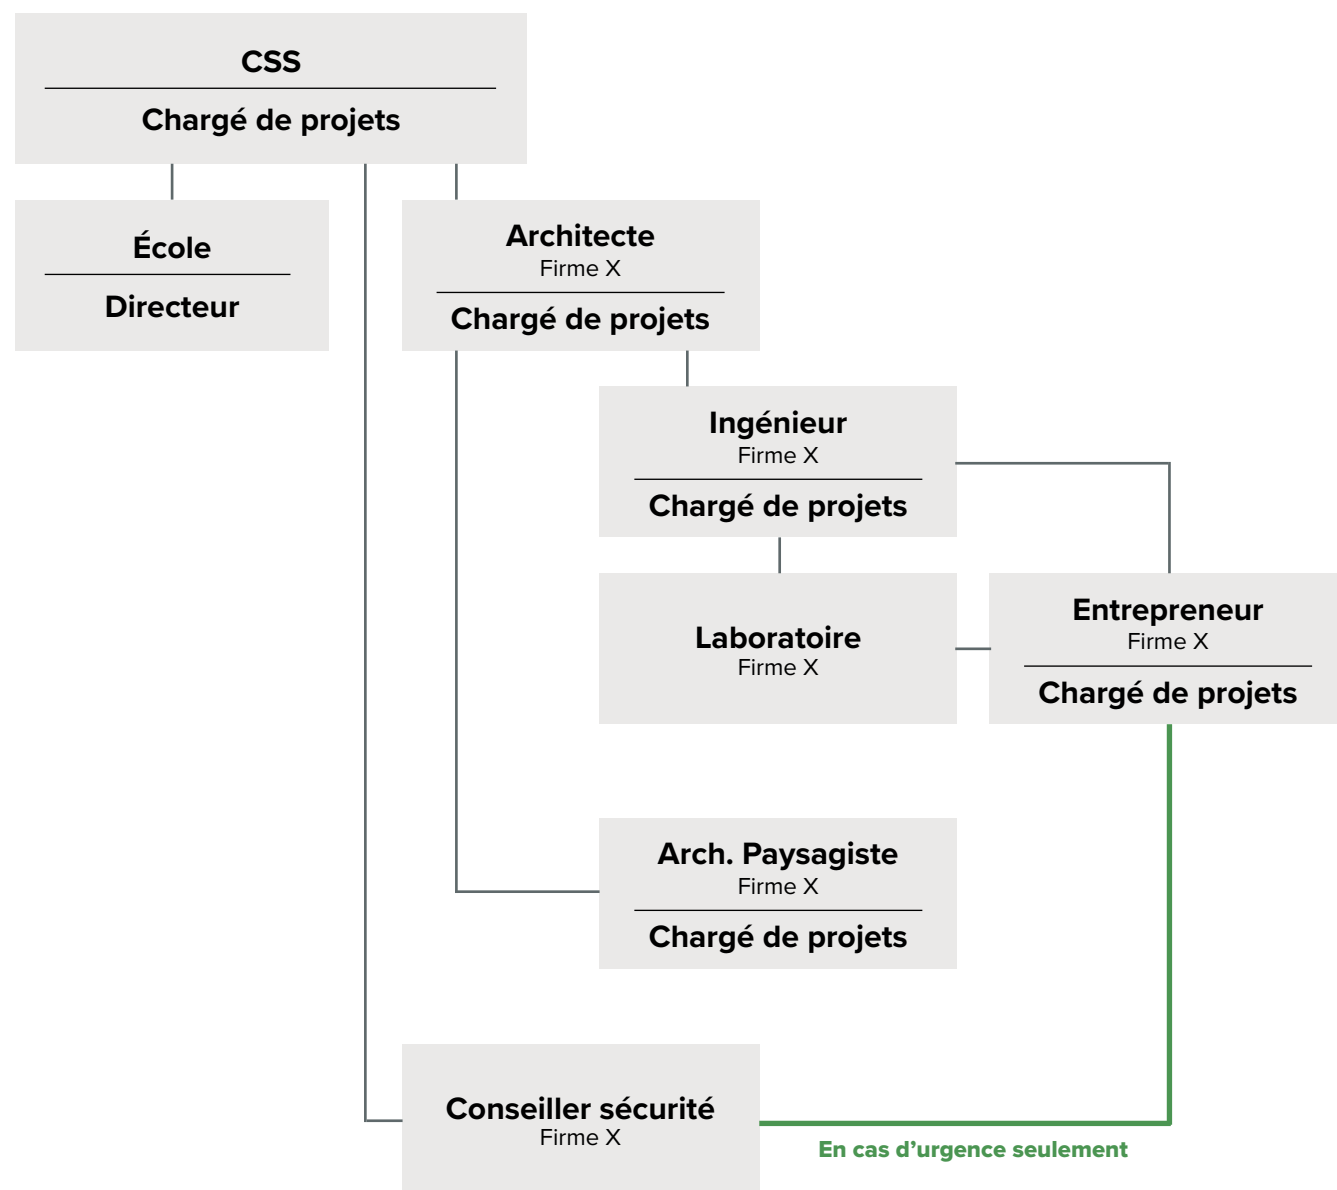 CSS
Chargé de projets
École
Directeur
Architecte
Firme X
Chargé de projets
Ingénieur
Firme X
Chargé de projets
Laboratoire
Firme X
Entrepreneur
Firme X
Chargé de projets
Arch. Paysagiste
Firme X
Chargé de projets
Conseiller sécurité
Firme X
En cas d’urgence seulement